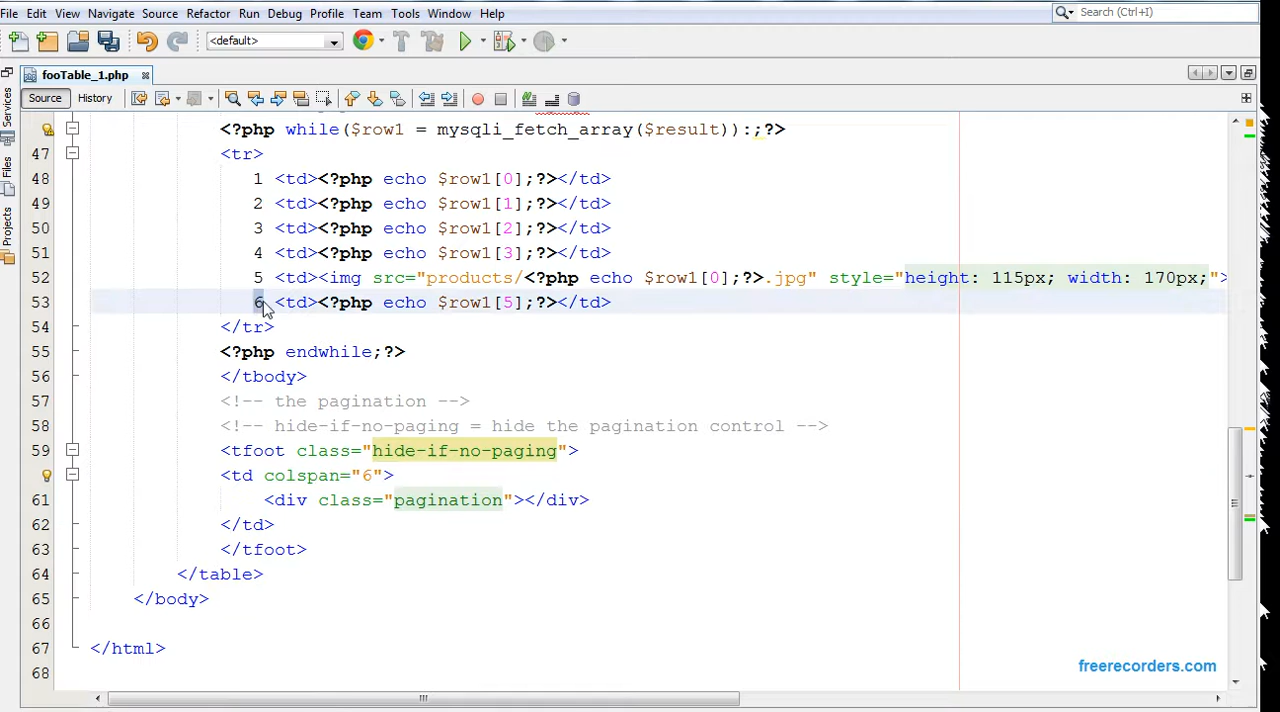 File Edit View Navigate Source Refactor Run Debug Profile Team Tools Window Help Search (Ctrl+I)
<default>
fooTable_1.php
Source History
Services
Files
Projects
<?php while($row1 = mysqli_fetch_array($result)):;?>
47 <tr>
48 1 <td><?php echo $row1[0];?></td>
49 2 <td><?php echo $row1[1];?></td>
50 3 <td><?php echo $row1[2];?></td>
51 4 <td><?php echo $row1[3];?></td>
52 5 <td><img src="products/<?php echo $row1[0];?>.jpg" style="height: 115px; width: 170px;">
53 6 <td><?php echo $row1[5];?></td>
54 </tr>
55 <?php endwhile;?>
56 </tbody>
57 <!-- the pagination -->
58 <!-- hide-if-no-paging = hide the pagination control -->
59 <tfoot class="hide-if-no-paging">
<td colspan="6">
61 <div class="pagination"></div>
62 </td>
63 </tfoot>
64 </table>
65 </body>
66
67 </html>
68
freerecorders.com